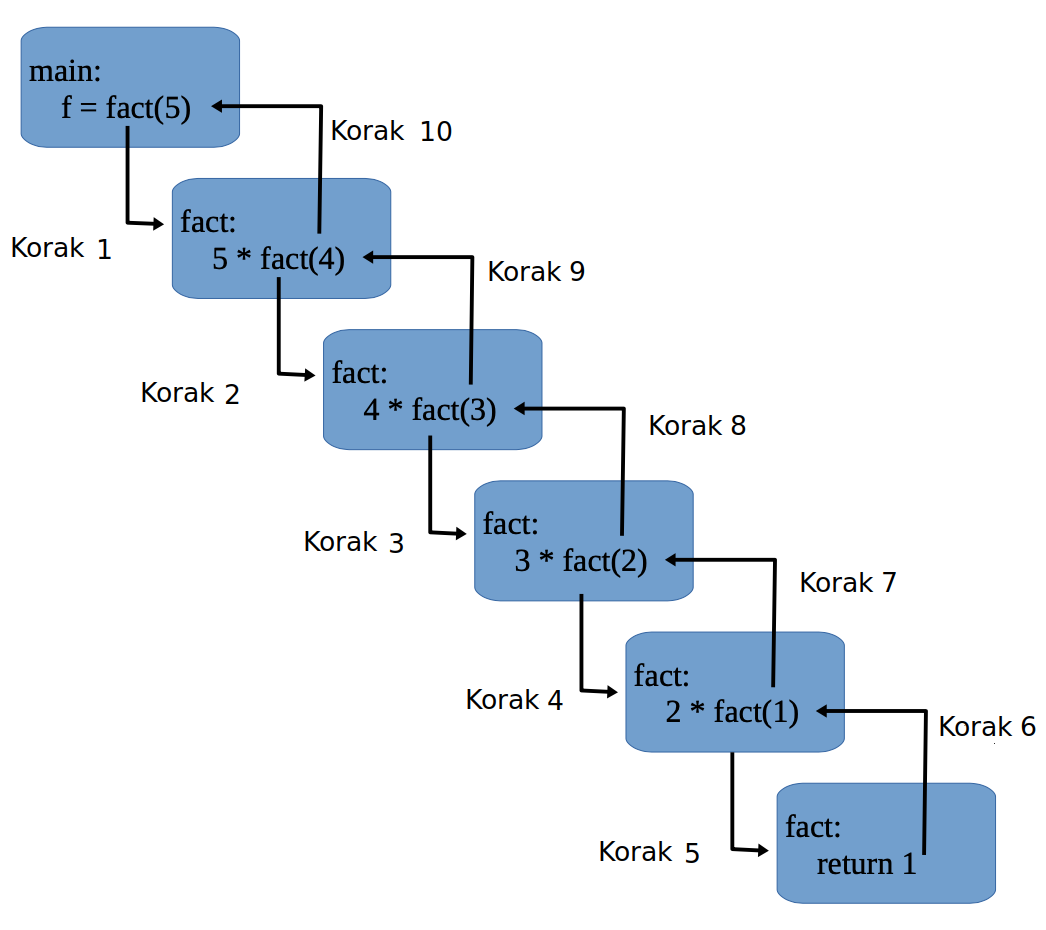 main:
f = fact(5)
Korak 10
Korak 1
fact:
5 * fact(4)
Korak 9
Korak 2
fact:
4 * fact(3)
Korak 8
Korak 3
fact:
3 * fact(2)
Korak 7
Korak 4
fact:
2 * fact(1)
Korak 6
Korak 5
fact:
return 1